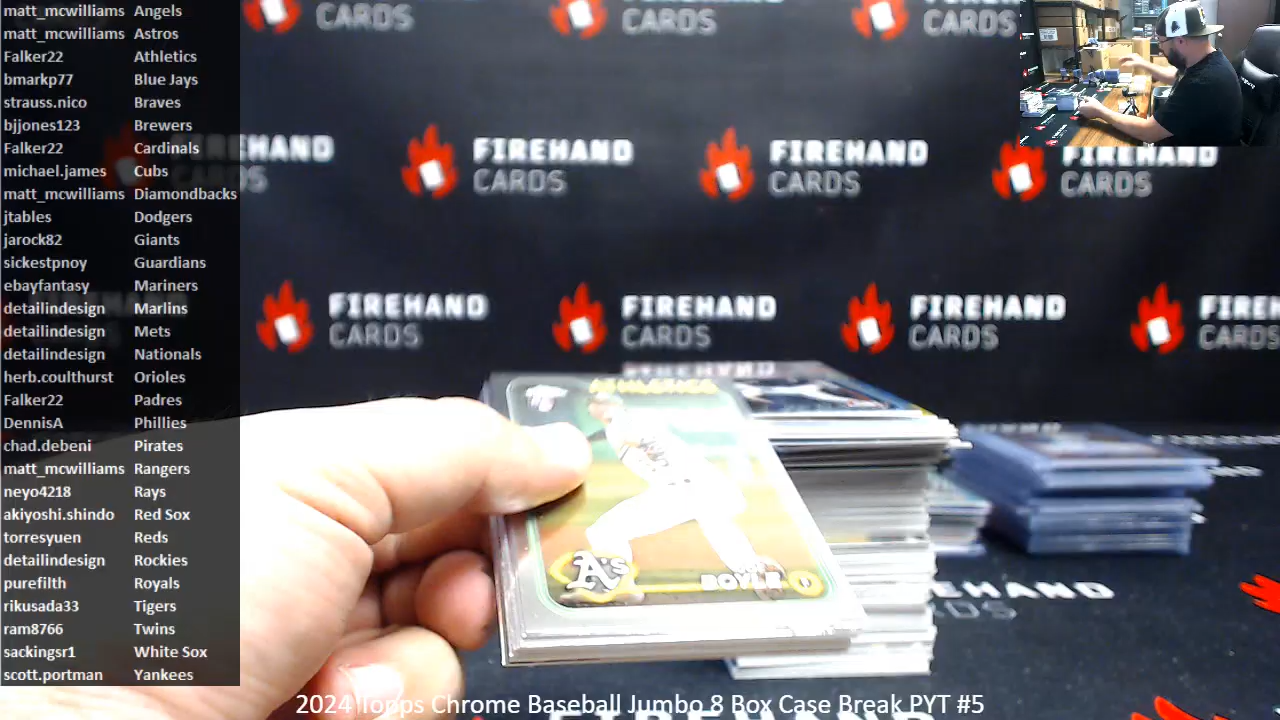 matt_mcwilliams Angels
matt_mcwilliams Astros
Falker22 Athletics
bmarkp77 Blue Jays
strauss.nico Braves
bjjones123 Brewers
Falker22 Cardinals
michael.james Cubs
matt_mcwilliams Diamondbacks
jtables Dodgers
jarock82 Giants
sickestpnoy Guardians
ebayfantasy Mariners
detailindesign Marlins
detailindesign Mets
detailindesign Nationals
herb.coulthurst Orioles
Falker22 Padres
DennisA Phillies
chad.debeni Pirates
matt_mcwilliams Rangers
neyo4218 Rays
akiyoshi.shindo Red Sox
torresyuen Reds
detailindesign Rockies
purefilth Royals
rikusada33 Tigers
ram8766 Twins
sackingsr1 White Sox
scott.portman Yankees
CARDS
CARDS
CARDS
FIREHAND
CARDS
FIREHAND
CARDS
FIREHAND
CARDS
FIREHAND
CARDS
FIREHAND
CARDS
FIREHAND
CARDS
ATHLETICS
A's
BOYLE
2024 Topps Chrome Baseball Jumbo 8 Box Case Break PYT #5